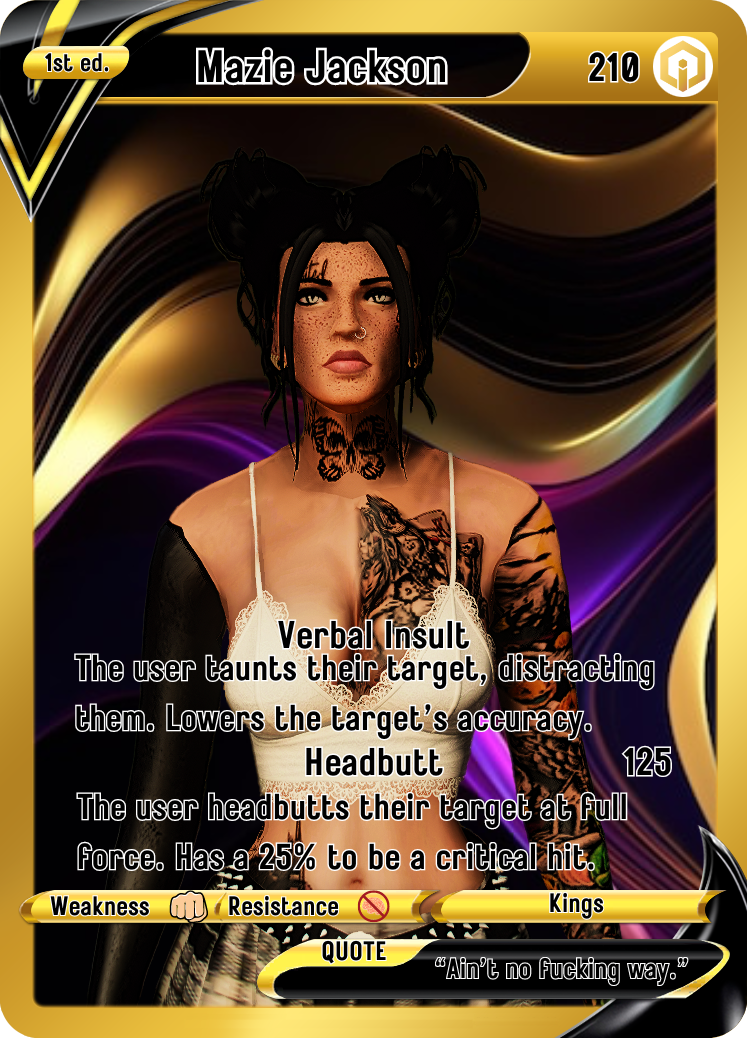 1st ed.
Mazie Jackson
210
Verbal Insult
The user taunts their target, distracting
them. Lowers the target's accuracy.
Headbutt 125
The user headbutts their target at full
force. Has a 25% to be a critical hit.
Weakness Resistance Kings
QUOTE
“Ain't no fucking way.”